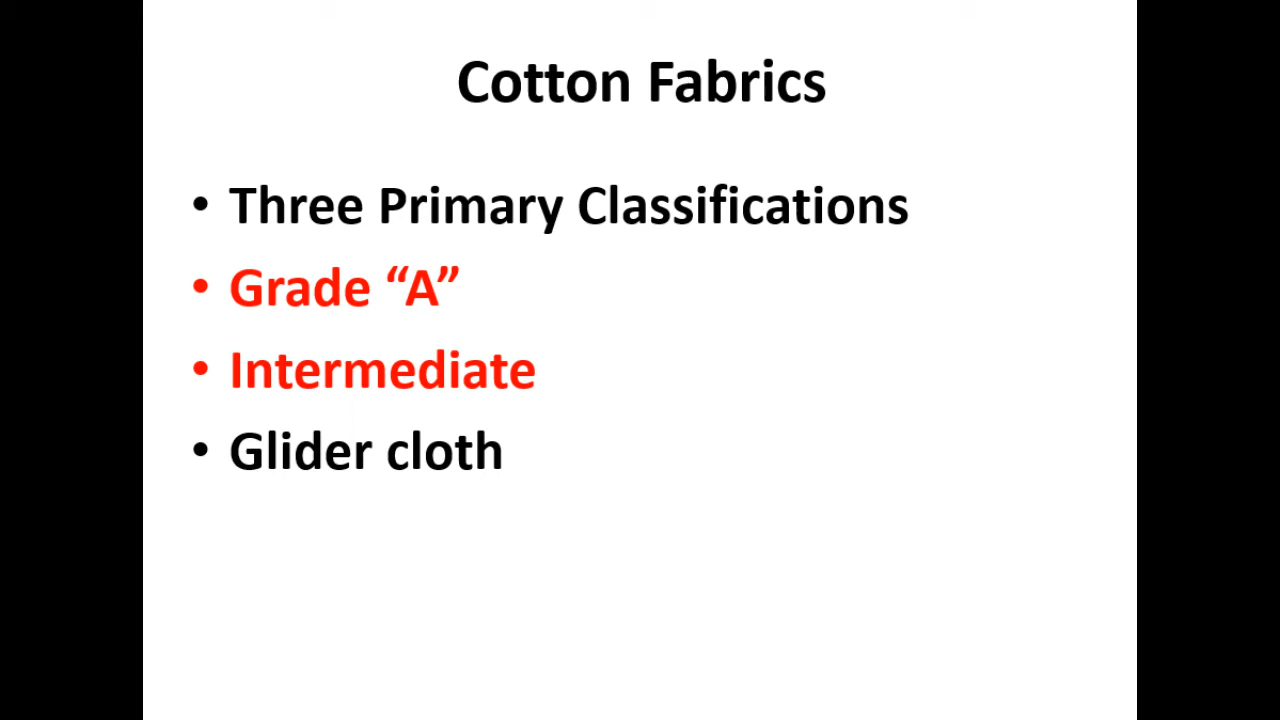 Cotton Fabrics
• Three Primary Classifications
• Grade “A”
• Intermediate
• Glider cloth